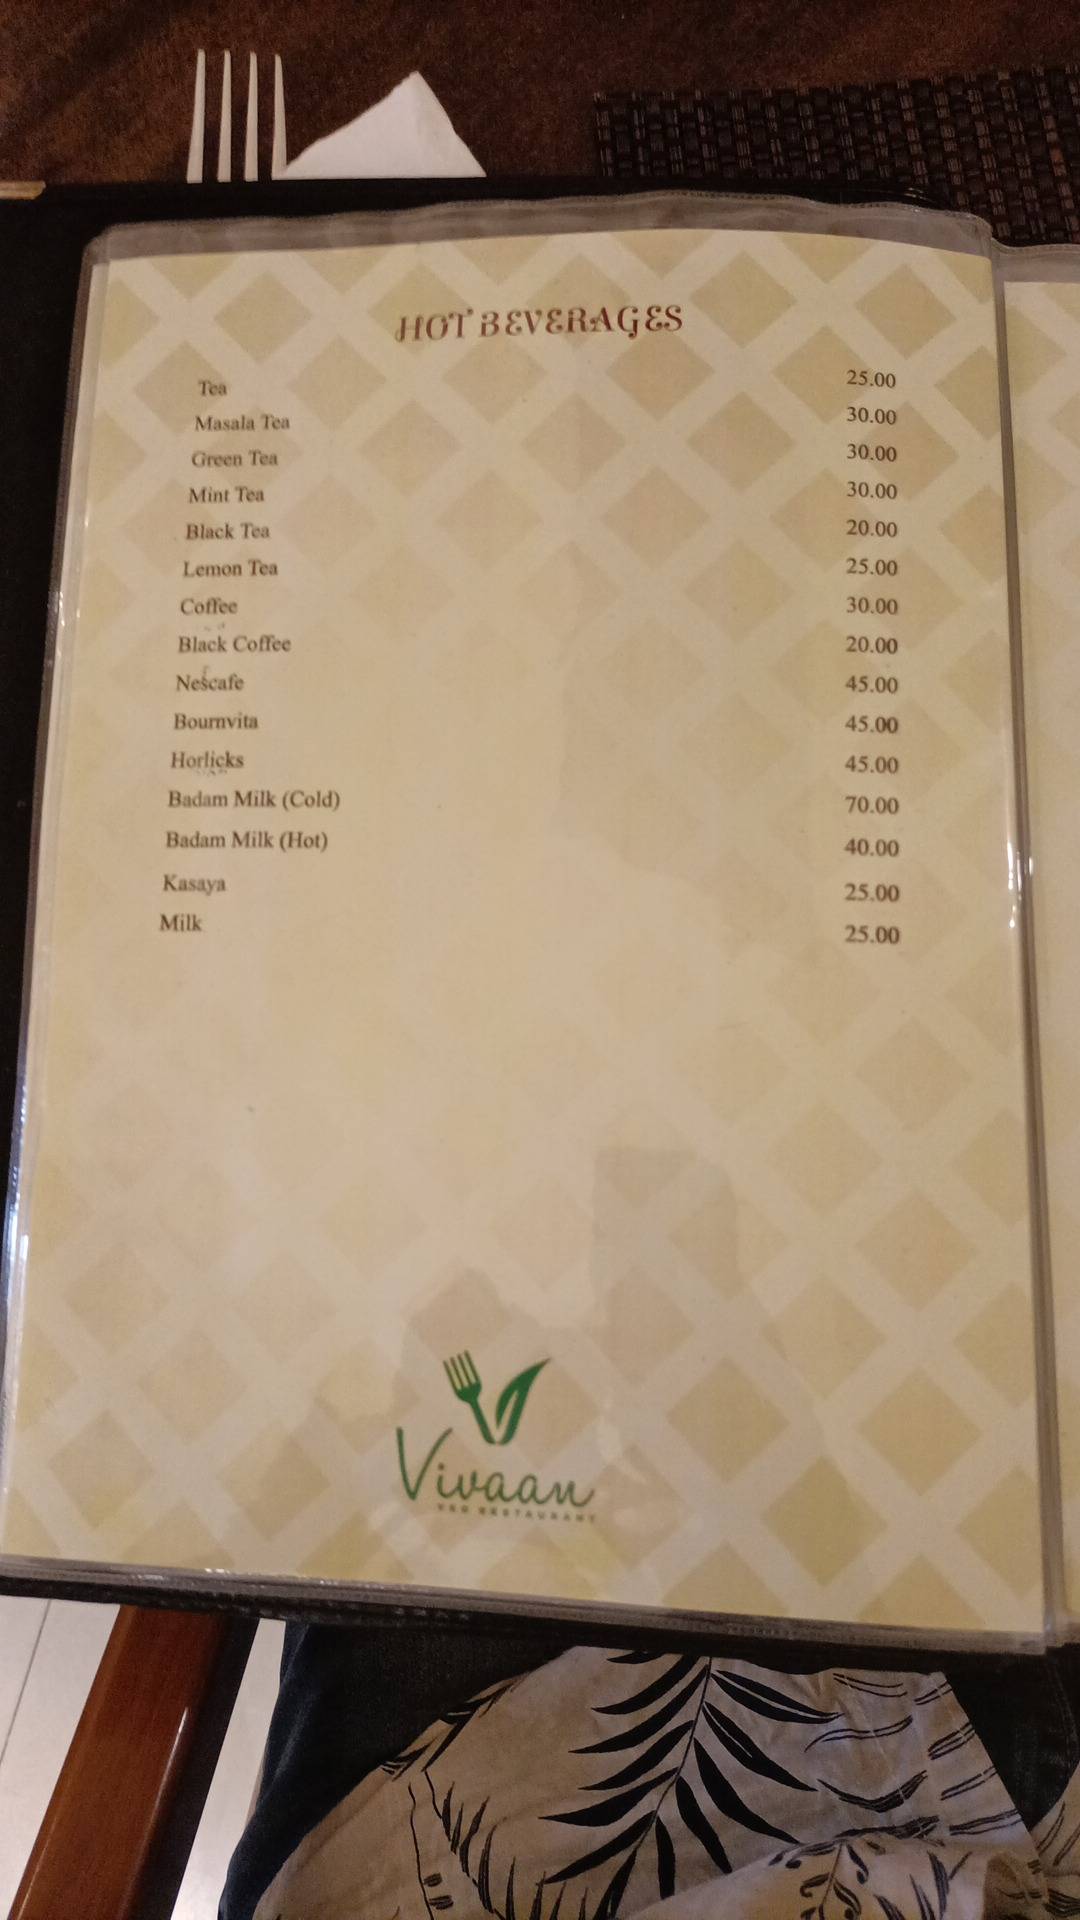 HOT BEVERAGES
Tea 25.00
Masala Tea 30.00
Green Tea 30.00
Mint Tea 30.00
Black Tea 20.00
Lemon Tea 25.00
Coffee 30.00
Black Coffee 20.00
Nescafe 45.00
Bournvita 45.00
Horlicks 45.00
Badam Milk (Cold) 70.00
Badam Milk (Hot) 40.00
Kasaya 25.00
Milk 25.00
Vivaan
VEG RESTAURANT